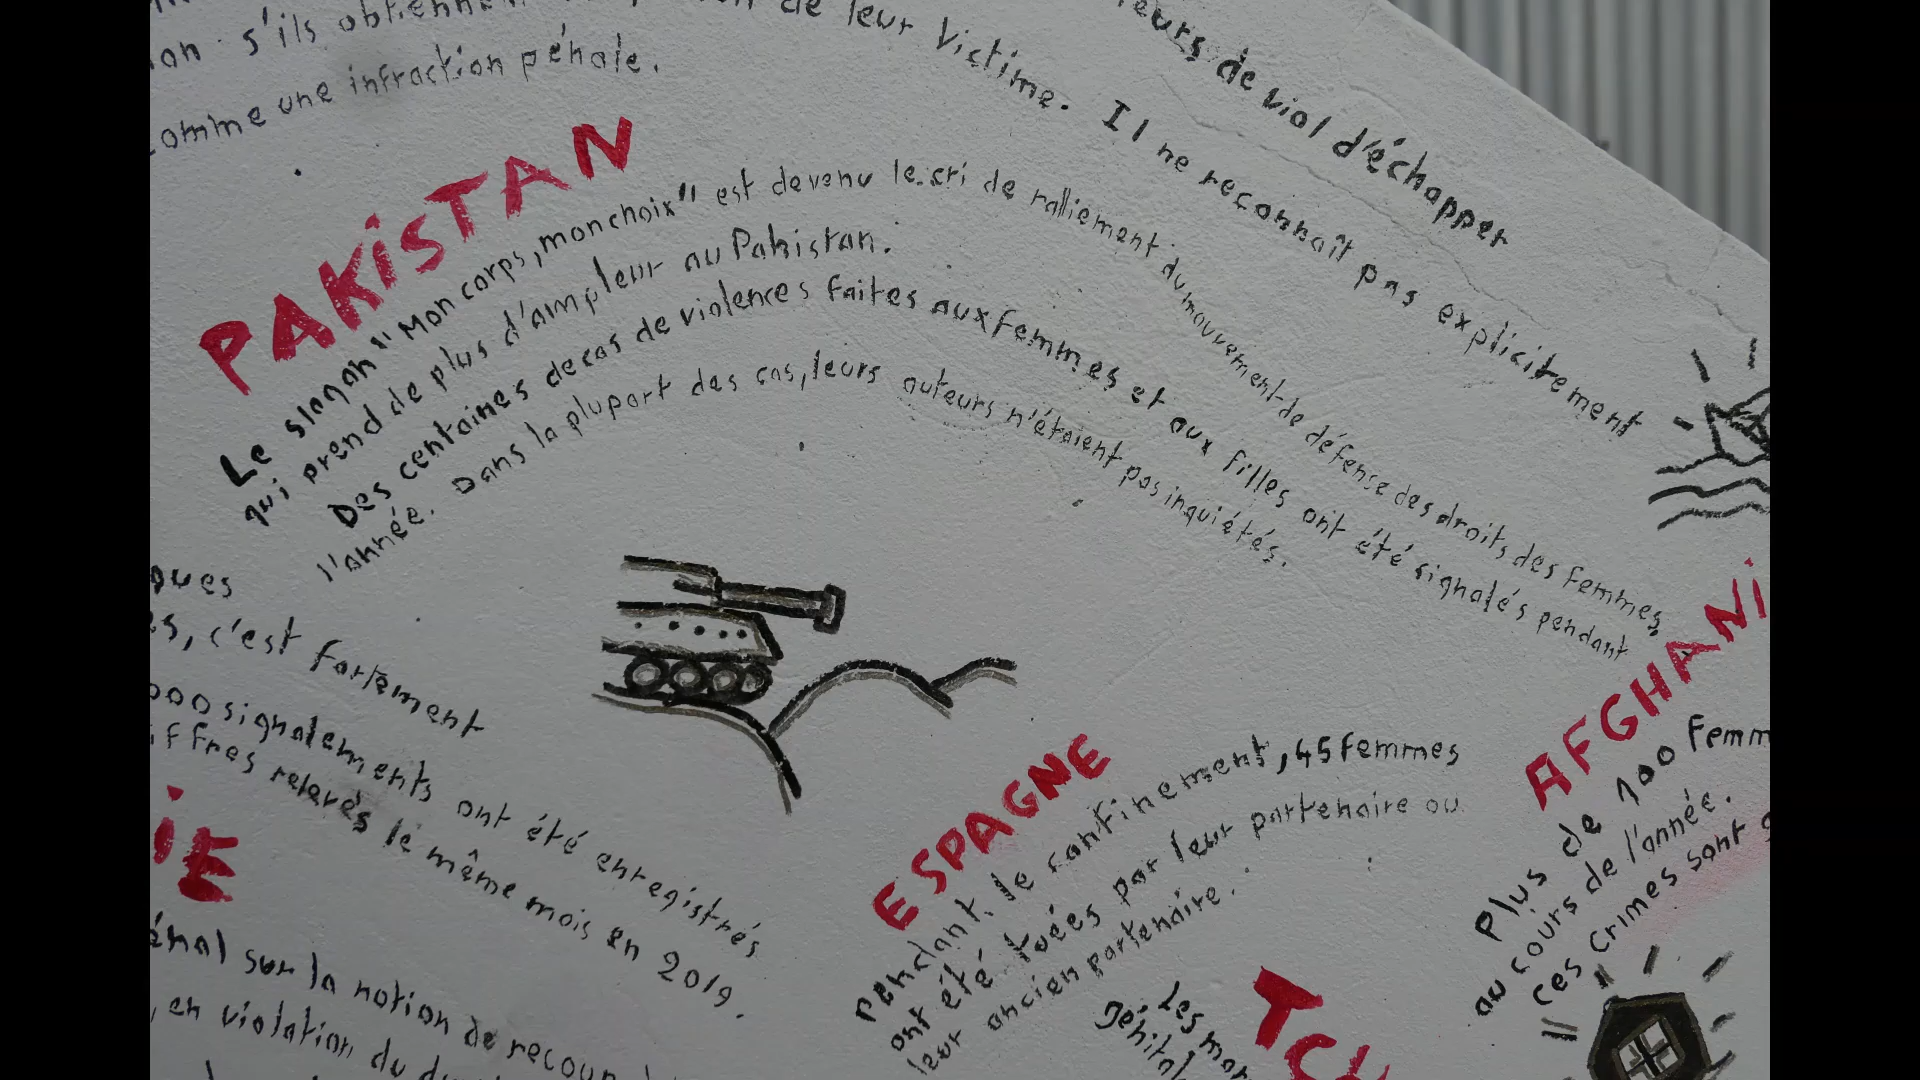 s'ils de leur victime. Il ne reconnaît pas explicitement
comme une infraction pénale.
de viol d'échapper
PAKiSTAN
Le slogan "Mon corps, mon choix" est devenu le cri de ralliement du mouvement de défense des droits des femmes,
qui prend de plus d'ampleur au Pakistan.
Des centaines de cas de violences faites aux femmes et aux filles ont été signalés pendant
l'année. Dans la plupart des cas, leurs auteurs n'étaient pas inquiétés.
ques
es, c'est fortement
000 signalements ont été enregistrés
iffres relevés le même mois en 2019.
iE
énal sur la notion de recour
, en violation du
ESPAGNE
Pendant le confinement, 45 femmes
ont été tuées par leur partenaire ou
leur ancien partenaire.
AFGHANi
Plus de 100 femm
au cours de l'année.
ces crimes sont
TCH
Les
génital